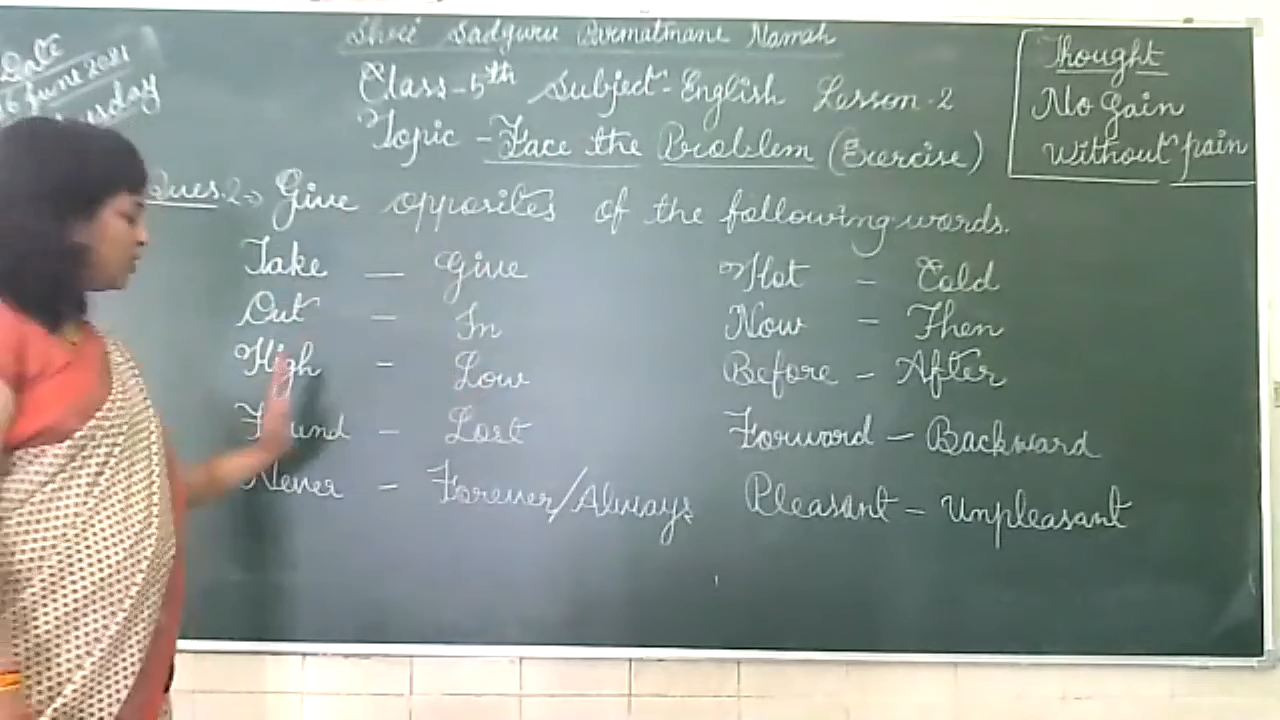 Shree Sadguru Parmatmane Namah
Date
16 June 2021
Class-5th Subject-English Lesson-2
Topic - Face the Problem (Exercise)
Thought
No Gain
without pain
Ques.2-> Give opposites of the following words.
Take — Give
Out - In
High - Low
- Lost
Never - Forever/Always
Hot - Cold
Now - Then
Before - After
Forward - Backward
Pleasant - Unpleasant